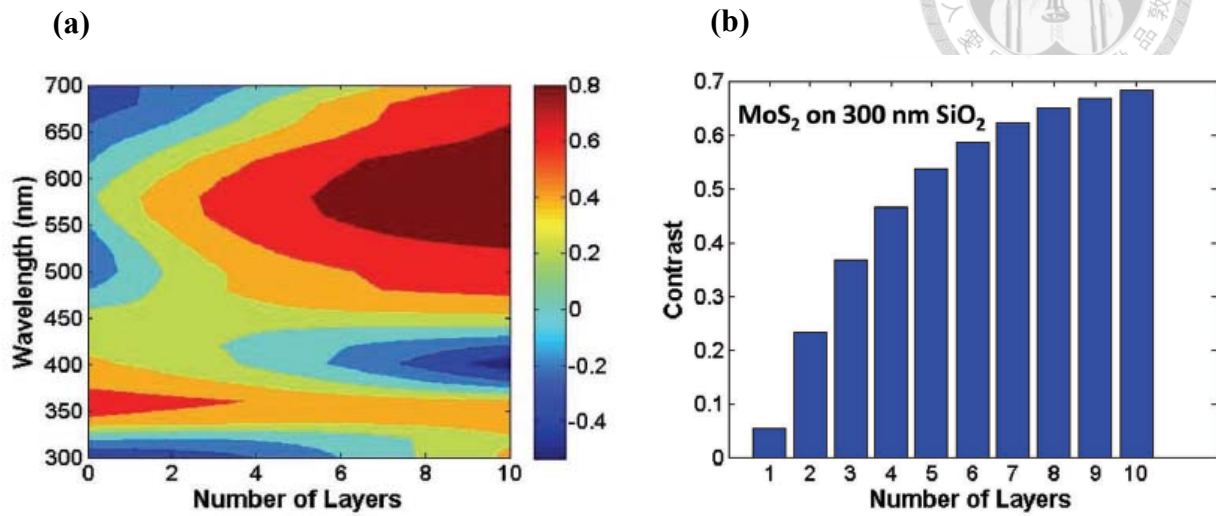 (a)
(b)
700
650
600
550
500
450
400
350
300
Wavelength (nm)
0 2 4 6 8 10
Number of Layers
0.8
0.6
0.4
0.2
0
-0.2
-0.4
0.7
0.6
0.5
0.4
0.3
0.2
0.1
0
Contrast
MoS2 on 300 nm SiO2
1 2 3 4 5 6 7 8 9 10
Number of Layers